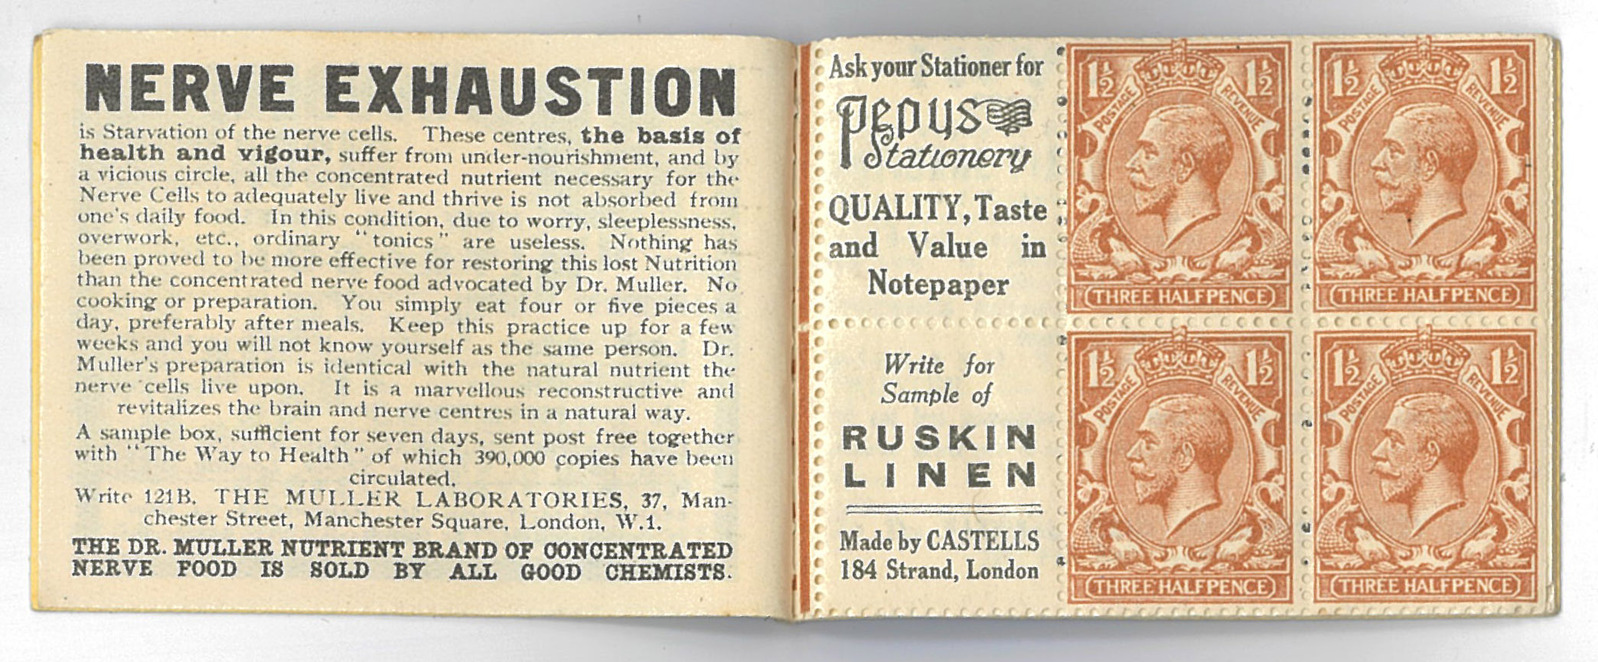 NERVE EXHAUSTION
is Starvation of the nerve cells. These centres, the basis of
health and vigour, suffer from under-nourishment, and by
a vicious circle, all the concentrated nutrient necessary for the
Nerve Cells to adequately live and thrive is not absorbed from
one's daily food. In this condition, due to worry, sleeplessness,
overwork, etc., ordinary "tonics" are useless. Nothing has
been proved to be more effective for restoring this lost Nutrition
than the concentrated nerve food advocated by Dr. Muller. No
cooking or preparation. You simply eat four or five pieces a
day, preferably after meals. Keep this practice up for a few
weeks and you will not know yourself as the same person. Dr.
Muller's preparation is identical with the natural nutrient the
nerve cells live upon. It is a marvellous reconstructive and
revitalizes the brain and nerve centres in a natural way.
A sample box, sufficient for seven days, sent post free together
with "The Way to Health" of which 390,000 copies have been
circulated.
Write 121B, THE MULLER LABORATORIES, 37, Man-
chester Street, Manchester Square, London, W.1.
THE DR. MULLER NUTRIENT BRAND OF CONCENTRATED
NERVE FOOD IS SOLD BY ALL GOOD CHEMISTS.
Ask your Stationer for
Pepys
Stationery
QUALITY, Taste
and Value in
Notepaper
Write for
Sample of
RUSKIN
LINEN
Made by CASTELLS
184 Strand, London
1½ 1½
POSTAGE REVENUE
THREE HALFPENCE
1½ 1½
POSTAGE REVENUE
THREE HALFPENCE
1½ 1½
POSTAGE REVENUE
THREE HALFPENCE
1½ 1½
POSTAGE REVENUE
THREE HALFPENCE